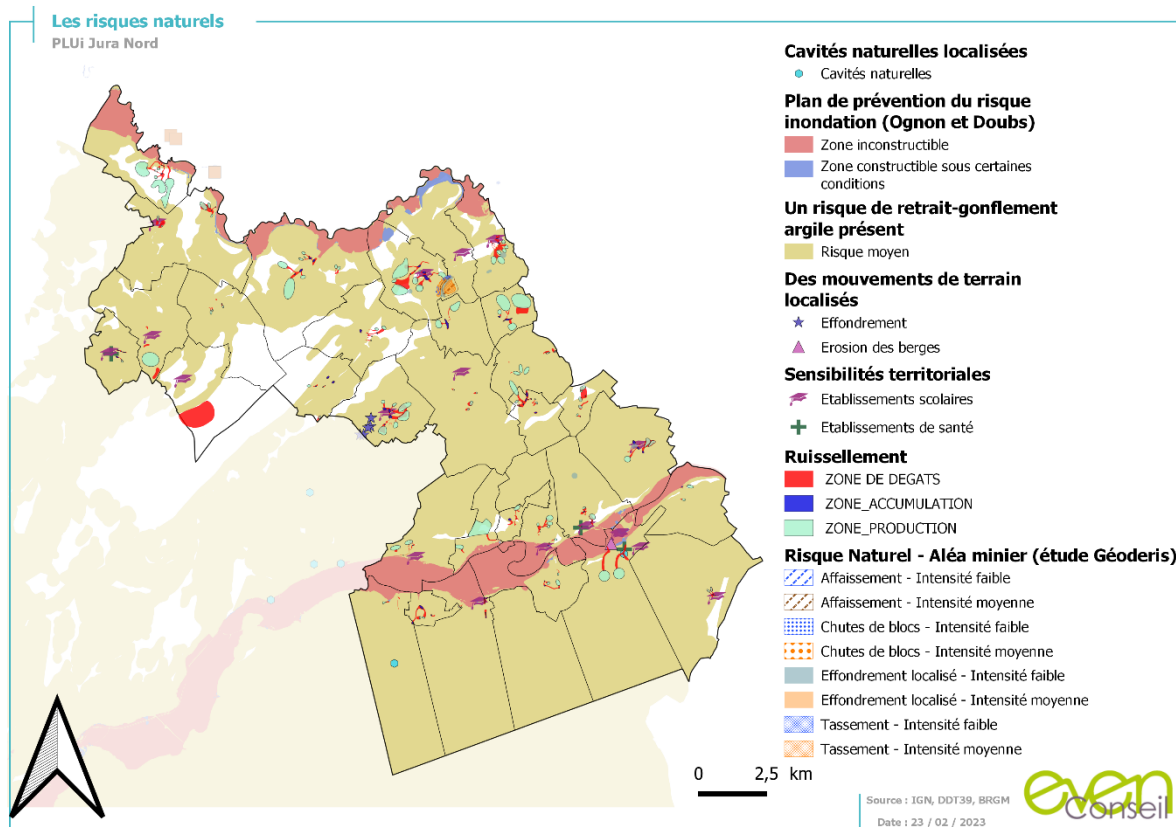 Les risques naturels
PLUi Jura Nord
Cavités naturelles localisées
Cavités naturelles
Plan de prévention du risque
inondation (Ognon et Doubs)
Zone inconstructible
Zone constructible sous certaines
conditions
Un risque de retrait-gonflement
argile présent
Risque moyen
Des mouvements de terrain
localisés
Effondrement
Erosion des berges
Sensibilités territoriales
Etablissements scolaires
Etablissements de santé
Ruissellement
ZONE DE DEGATS
ZONE_ACCUMULATION
ZONE_PRODUCTION
Risque Naturel - Aléa minier (étude Géoderis)
Affaissement - Intensité faible
Affaissement - Intensité moyenne
Chutes de blocs - Intensité faible
Chutes de blocs - Intensité moyenne
Effondrement localisé - Intensité faible
Effondrement localisé - Intensité moyenne
Tassement - Intensité faible
Tassement - Intensité moyenne
0 2,5 km
Source : IGN, DDT39, BRGM
Date : 23 / 02 / 2023
even
Conseil